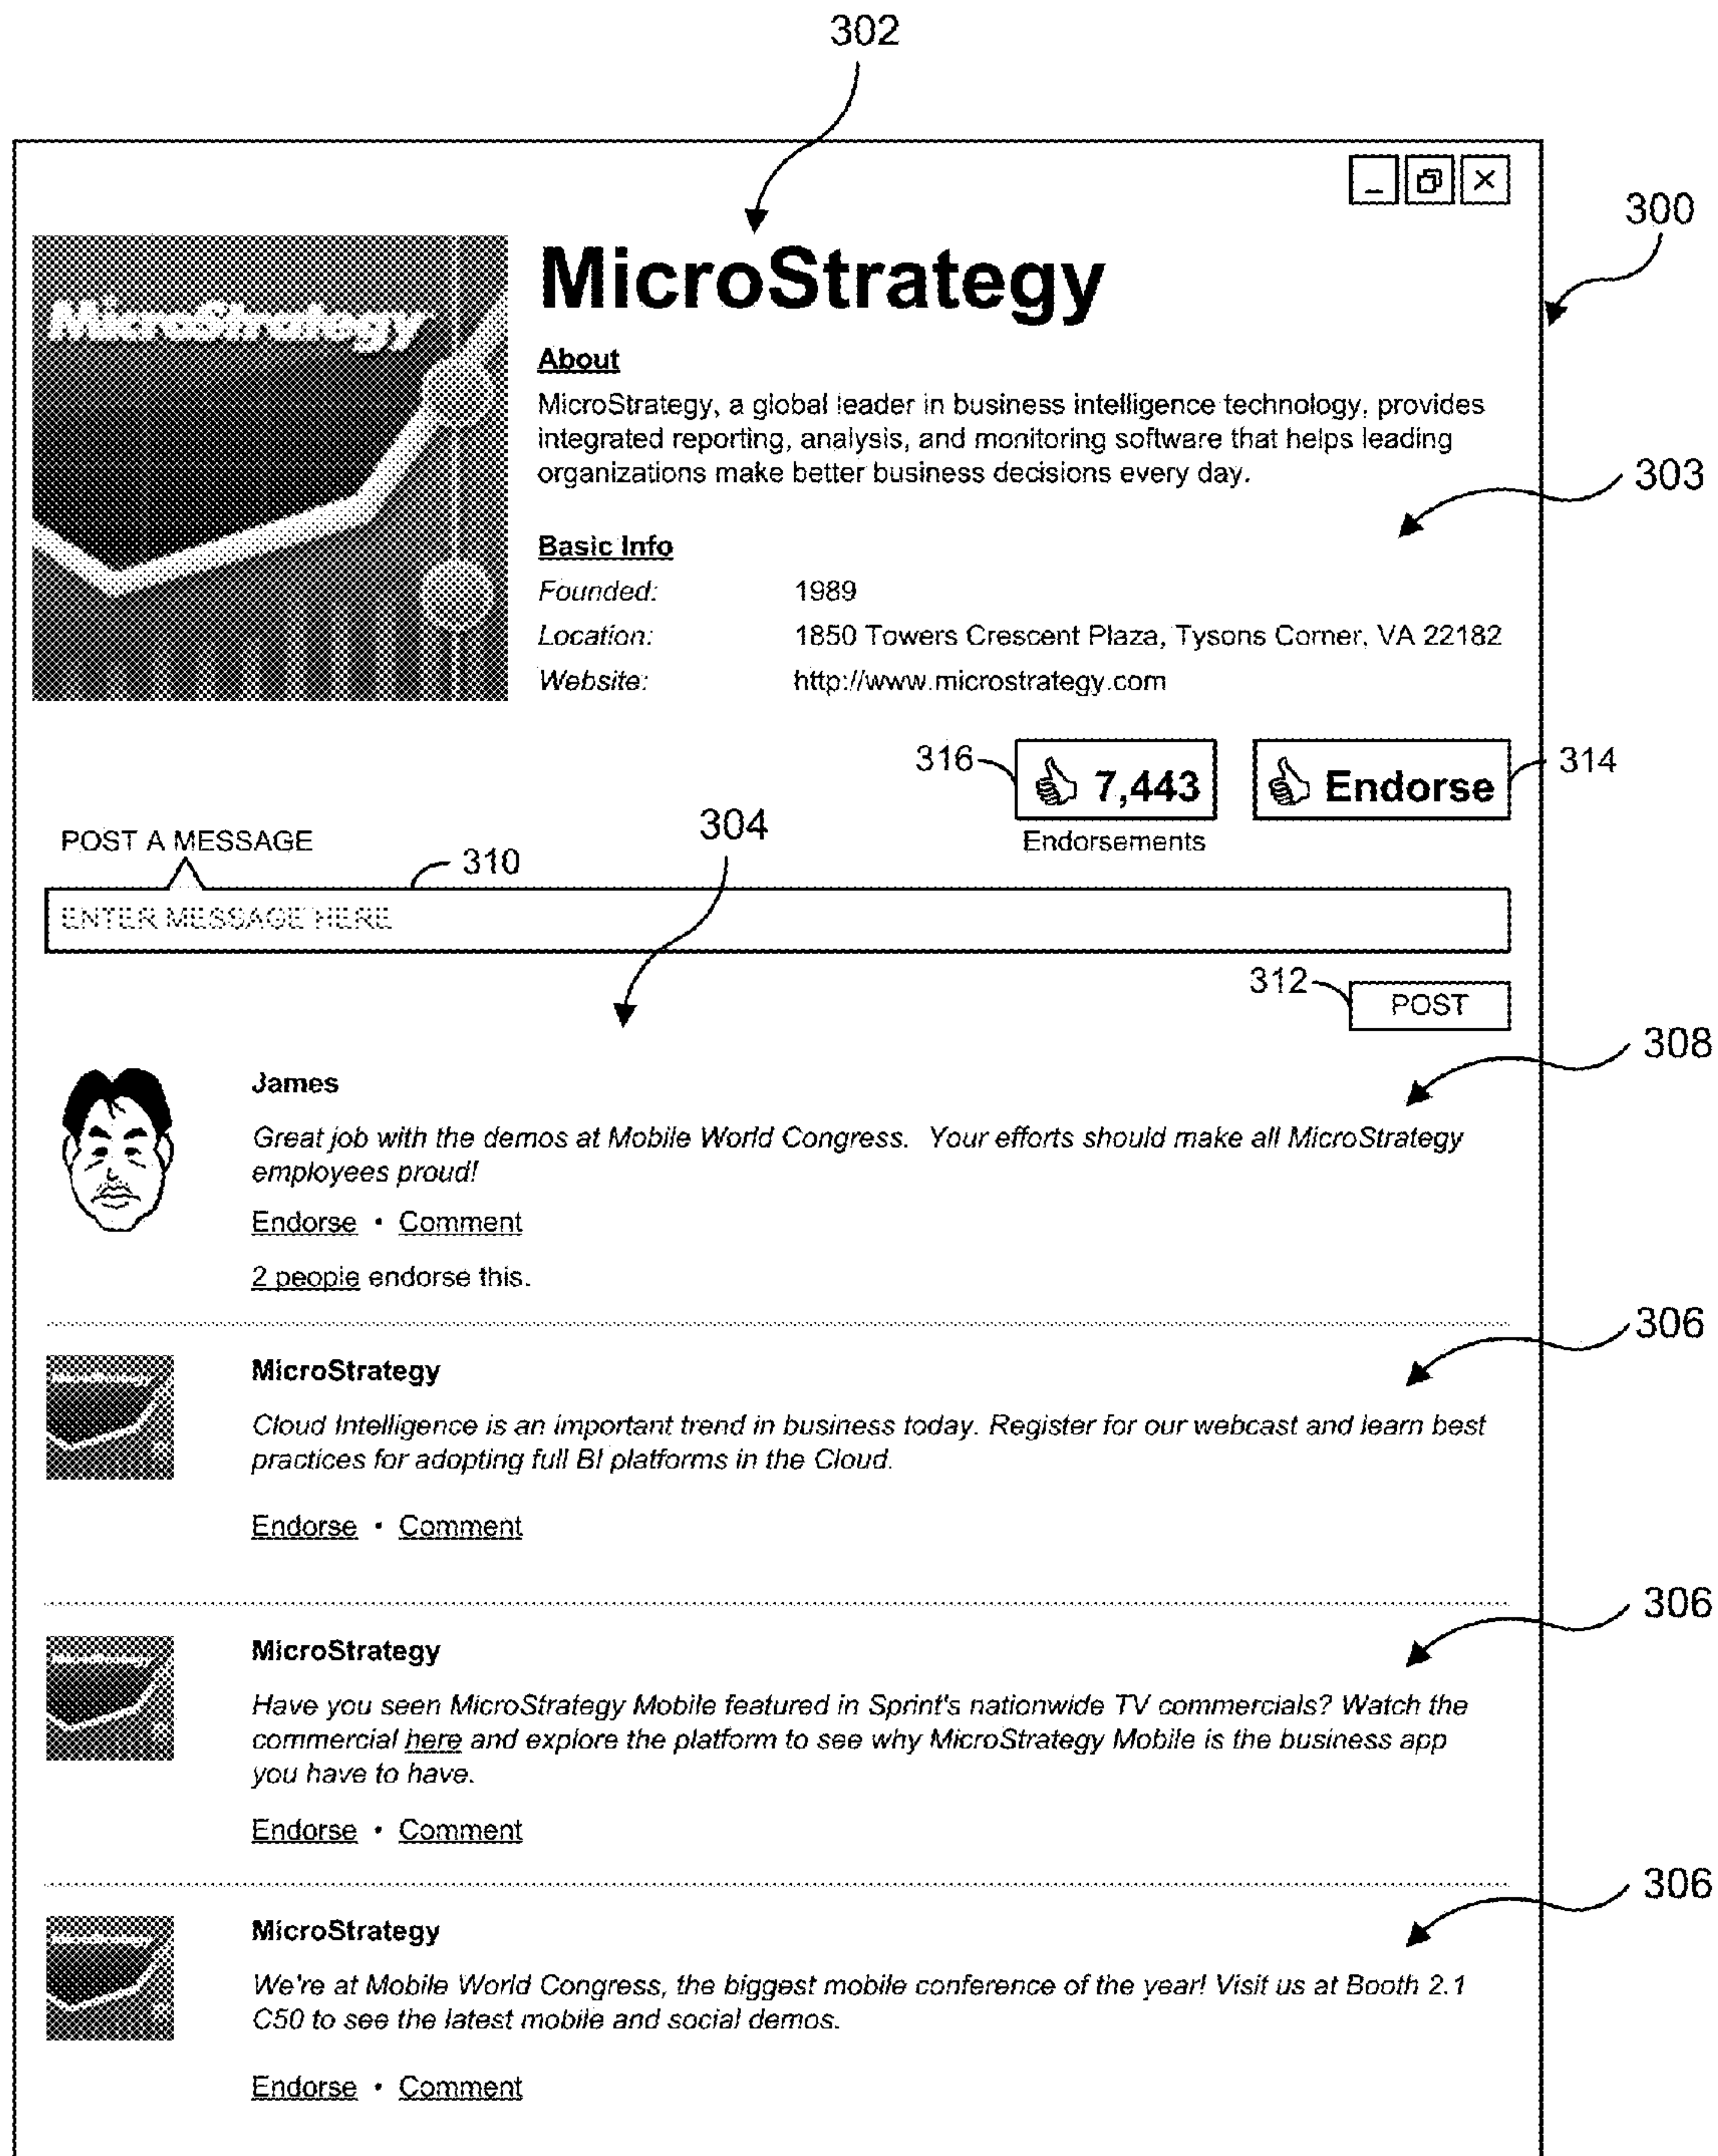 302
300
MicroStrategy
MicroStrategy
About
MicroStrategy, a global leader in business intelligence technology, provides
integrated reporting, analysis, and monitoring software that helps leading
organizations make better business decisions every day.
303
Basic Info
Founded: 1989
Location: 1850 Towers Crescent Plaza, Tysons Corner, VA 22182
Website: http://www.microstrategy.com
316 7,443 Endorse 314
Endorsements
304
POST A MESSAGE
310
ENTER MESSAGE HERE
312 POST
308
James
Great job with the demos at Mobile World Congress. Your efforts should make all MicroStrategy
employees proud!
Endorse • Comment
2 people endorse this.
306
MicroStrategy
Cloud Intelligence is an important trend in business today. Register for our webcast and learn best
practices for adopting full BI platforms in the Cloud.
Endorse • Comment
306
MicroStrategy
Have you seen MicroStrategy Mobile featured in Sprint's nationwide TV commercials? Watch the
commercial here and explore the platform to see why MicroStrategy Mobile is the business app
you have to have.
Endorse • Comment
306
MicroStrategy
We're at Mobile World Congress, the biggest mobile conference of the year! Visit us at Booth 2.1
C50 to see the latest mobile and social demos.
Endorse • Comment